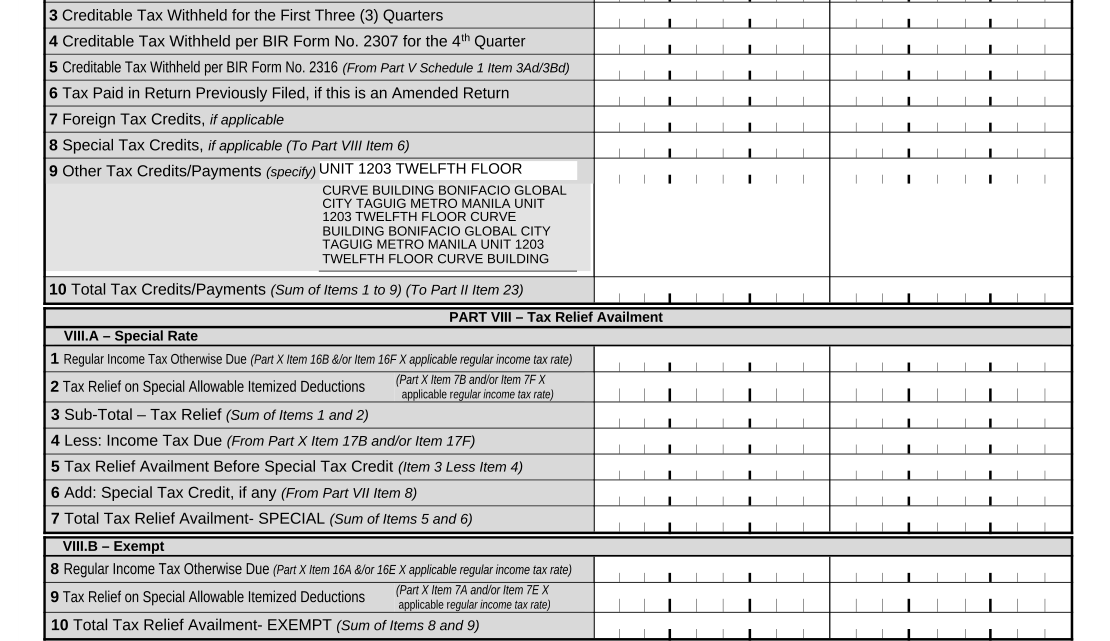 3 Creditable Tax Withheld for the First Three (3) Quarters
4 Creditable Tax Withheld per BIR Form No. 2307 for the 4th Quarter
5 Creditable Tax Withheld per BIR Form No. 2316 (From Part V Schedule 1 Item 3Ad/3Bd)
6 Tax Paid in Return Previously Filed, if this is an Amended Return
7 Foreign Tax Credits, if applicable
8 Special Tax Credits, if applicable (To Part VIII Item 6)
9 Other Tax Credits/Payments (specify) UNIT 1203 TWELFTH FLOOR
CURVE BUILDING BONIFACIO GLOBAL
CITY TAGUIG METRO MANILA UNIT
1203 TWELFTH FLOOR CURVE
BUILDING BONIFACIO GLOBAL CITY
TAGUIG METRO MANILA UNIT 1203
TWELFTH FLOOR CURVE BUILDING
10 Total Tax Credits/Payments (Sum of Items 1 to 9) (To Part II Item 23)
PART VIII – Tax Relief Availment
VIII.A – Special Rate
1 Regular Income Tax Otherwise Due (Part X Item 16B &/or Item 16F X applicable regular income tax rate)
2 Tax Relief on Special Allowable Itemized Deductions (Part X Item 7B and/or Item 7F X
applicable regular income tax rate)
3 Sub-Total – Tax Relief (Sum of Items 1 and 2)
4 Less: Income Tax Due (From Part X Item 17B and/or Item 17F)
5 Tax Relief Availment Before Special Tax Credit (Item 3 Less Item 4)
6 Add: Special Tax Credit, if any (From Part VII Item 8)
7 Total Tax Relief Availment- SPECIAL (Sum of Items 5 and 6)
VIII.B – Exempt
8 Regular Income Tax Otherwise Due (Part X Item 16A &/or 16E X applicable regular income tax rate)
9 Tax Relief on Special Allowable Itemized Deductions (Part X Item 7A and/or Item 7E X
applicable regular income tax rate)
10 Total Tax Relief Availment- EXEMPT (Sum of Items 8 and 9)